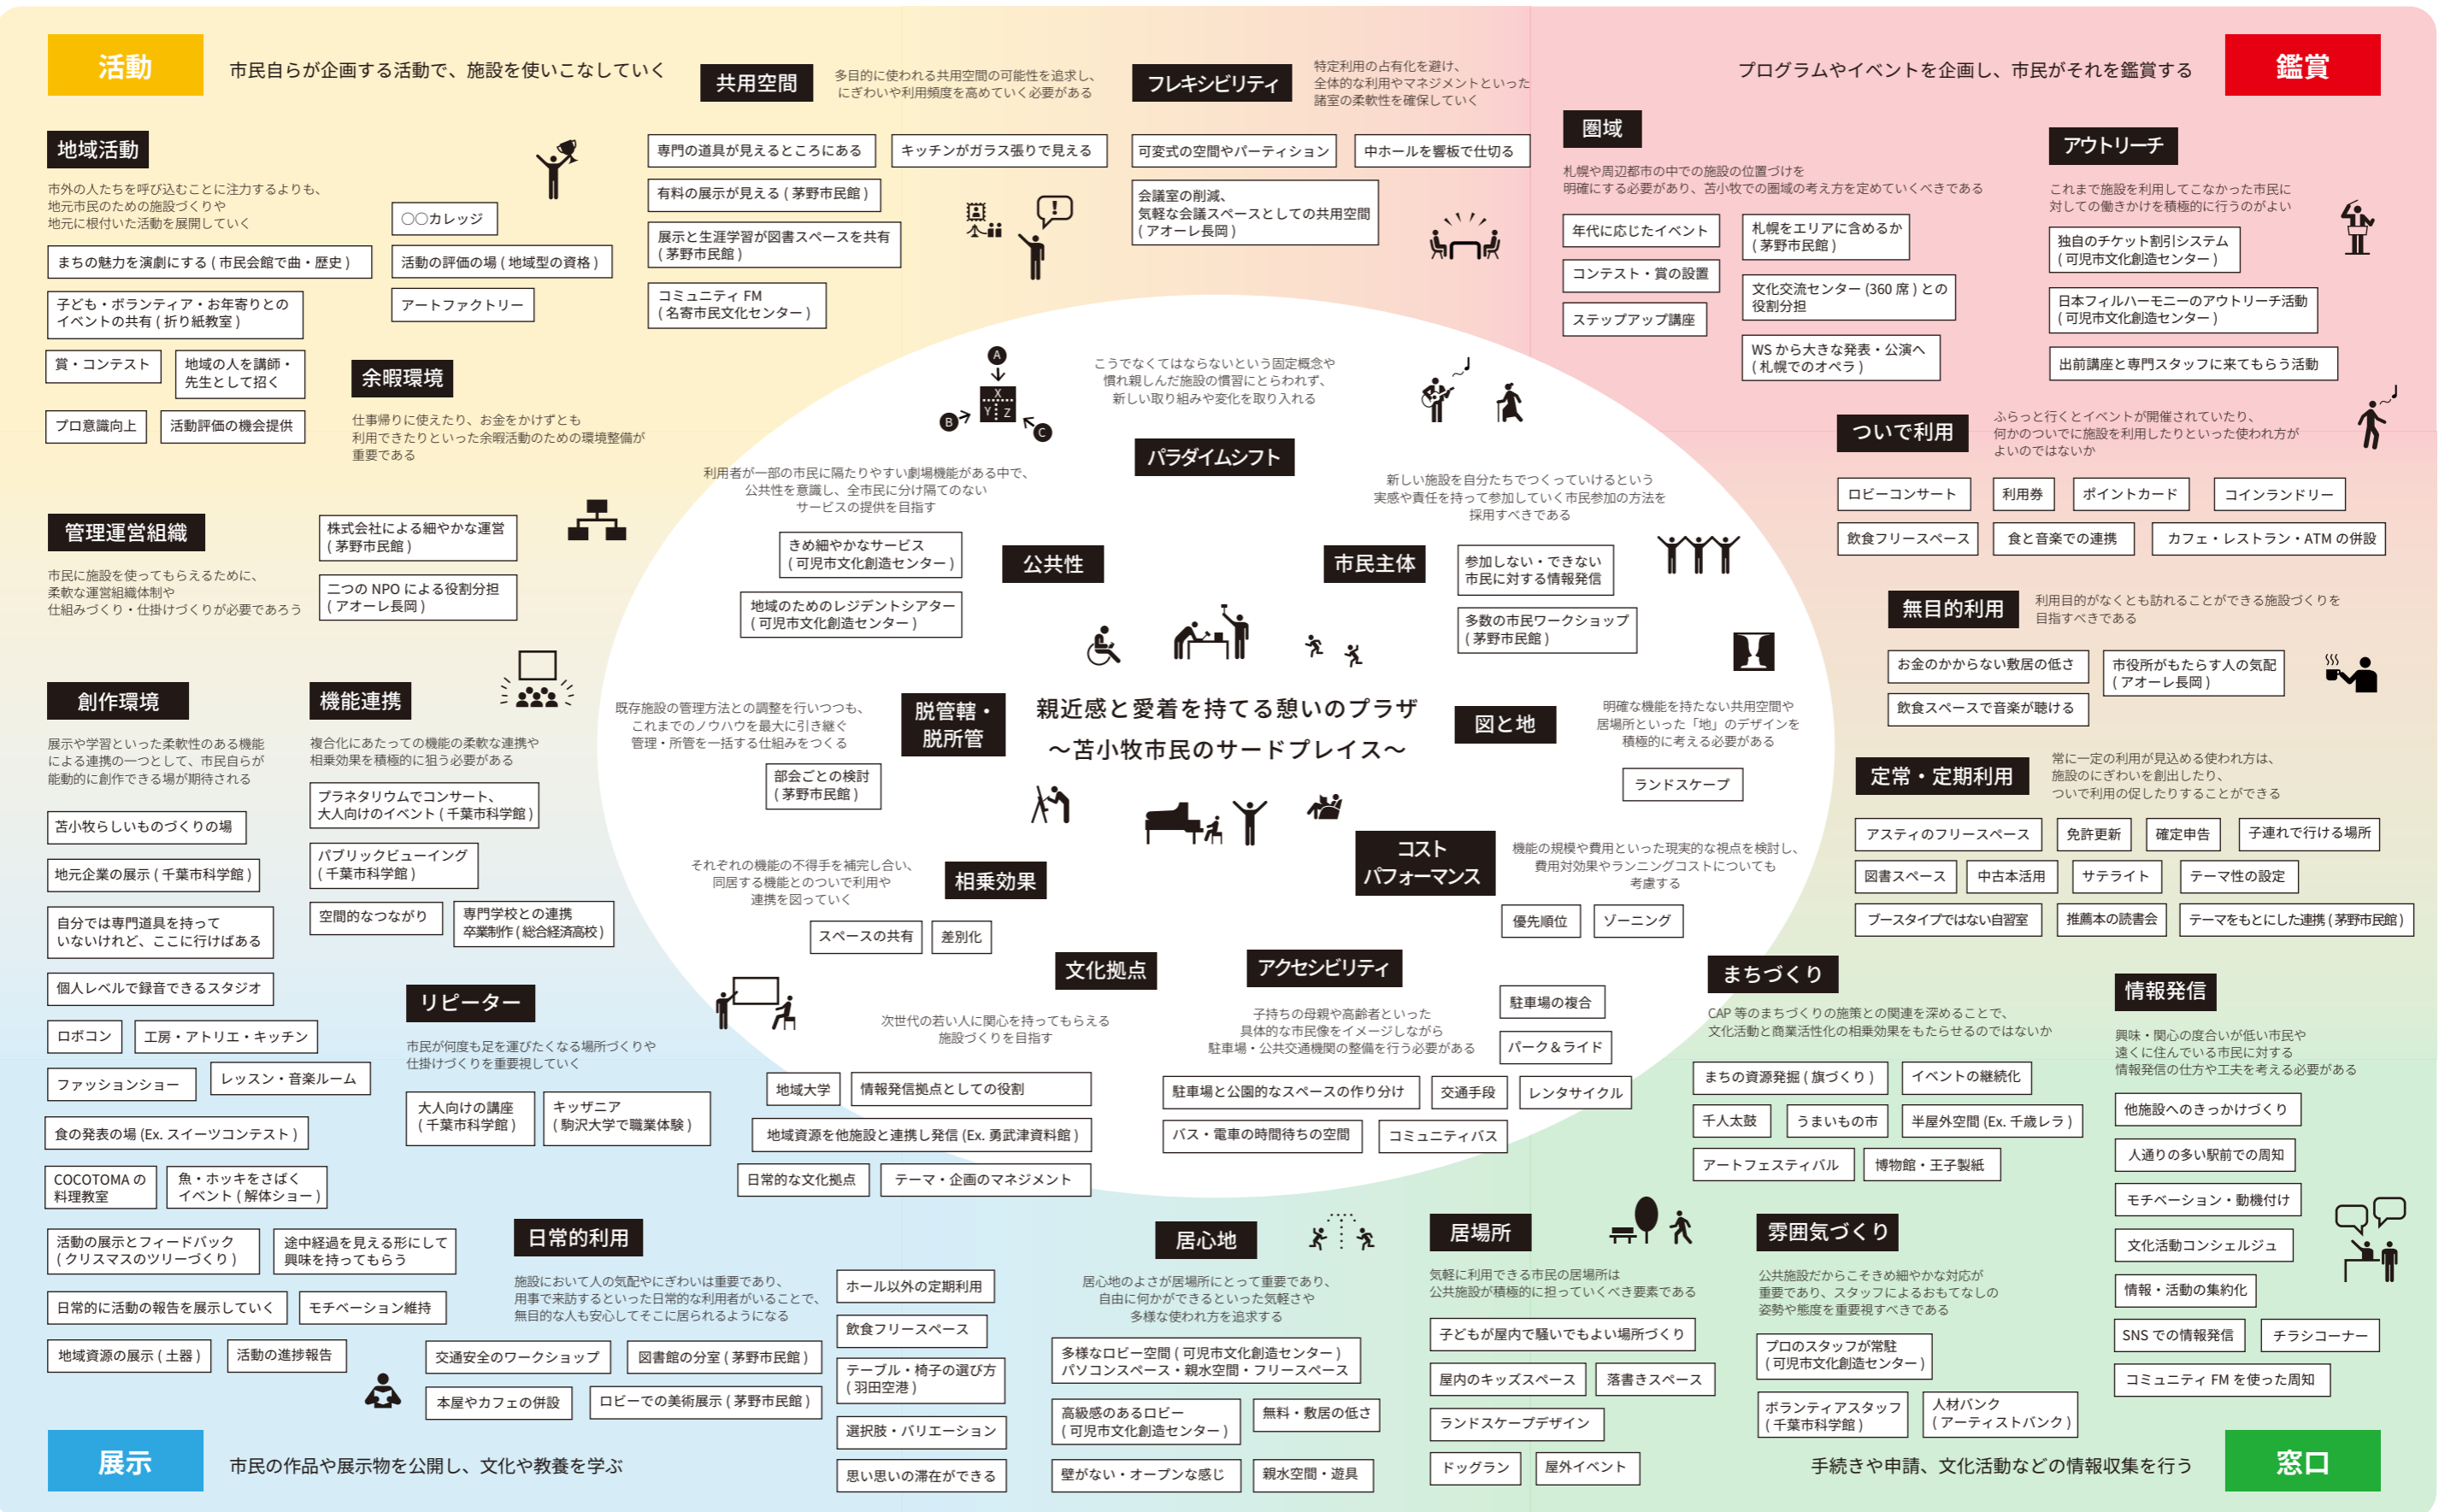 活動
市民自らが企画する活動で、施設を使いこなしていく
共用空間
多目的に使われる共用空間の可能性を追求し、
にぎわいや利用頻度を高めていく必要がある
フレキシビリティ
特定利用の占有化を避け、
全体的な利用やマネジメントといった
諸室の柔軟性を確保していく
プログラムやイベントを企画し、市民がそれを鑑賞する
鑑賞
地域活動
市外の人たちを呼び込むことに注力するよりも、
地元市民のための施設づくりや
地元に根付いた活動を展開していく
〇〇カレッジ
まちの魅力を演劇にする ( 市民会館で曲・歴史 )
活動の評価の場 ( 地域型の資格 )
子ども・ボランティア・お年寄りとの
イベントの共有 ( 折り紙教室 )
アートファクトリー
賞・コンテスト
地域の人を講師・
先生として招く
プロ意識向上
活動評価の機会提供
専門の道具が見えるところにある
キッチンがガラス張りで見える
有料の展示が見える ( 茅野市民館 )
展示と生涯学習が図書スペースを共有
( 茅野市民館 )
コミュニティ FM
( 名寄市民文化センター )
可変式の空間やパーティション
中ホールを響板で仕切る
会議室の削減、
気軽な会議スペースとしての共用空間
( アオーレ長岡 )
圏域
札幌や周辺都市の中での施設の位置づけを
明確にする必要があり、苫小牧での圏域の考え方を定めていくべきである
年代に応じたイベント
札幌をエリアに含めるか
( 茅野市民館 )
コンテスト・賞の設置
文化交流センター (360 席 ) との
役割分担
ステップアップ講座
WS から大きな発表・公演へ
( 札幌でのオペラ )
アウトリーチ
これまで施設を利用してこなかった市民に
対しての働きかけを積極的に行うのがよい
独自のチケット割引システム
( 可児市文化創造センター )
日本フィルハーモニーのアウトリーチ活動
( 可児市文化創造センター )
出前講座と専門スタッフに来てもらう活動
余暇環境
仕事帰りに使えたり、お金をかけずとも
利用できたりといった余暇活動のための環境整備が
重要である
管理運営組織
市民に施設を使ってもらえるために、
柔軟な運営組織体制や
仕組みづくり・仕掛けづくりが必要であろう
株式会社による細やかな運営
( 茅野市民館 )
二つの NPO による役割分担
( アオーレ長岡 )
A
X
Y
Z
B
C
こうでなくてはならないという固定概念や
慣れ親しんだ施設の慣習にとらわれず、
新しい取り組みや変化を取り入れる
パラダイムシフト
利用者が一部の市民に隔たりやすい劇場機能がある中で、
公共性を意識し、全市民に分け隔てのない
サービスの提供を目指す
公共性
きめ細やかなサービス
( 可児市文化創造センター )
地域のためのレジデントシアター
( 可児市文化創造センター )
新しい施設を自分たちでつくっていけるという
実感や責任を持って参加していく市民参加の方法を
採用すべきである
市民主体
参加しない・できない
市民に対する情報発信
多数の市民ワークショップ
( 茅野市民館 )
ついで利用
ふらっと行くとイベントが開催されていたり、
何かのついでに施設を利用したりといった使われ方が
よいのではないか
ロビーコンサート
利用券
ポイントカード
コインランドリー
飲食フリースペース
食と音楽での連携
カフェ・レストラン・ATM の併設
無目的利用
利用目的がなくとも訪れることができる施設づくりを
目指すべきである
お金のかからない敷居の低さ
市役所がもたらす人の気配
( アオーレ長岡 )
飲食スペースで音楽が聴ける
創作環境
展示や学習といった柔軟性のある機能
による連携の一つとして、市民自らが
能動的に創作できる場が期待される
苫小牧らしいものづくりの場
地元企業の展示 ( 千葉市科学館 )
自分では専門道具を持って
いないけれど、ここに行けばある
個人レベルで録音できるスタジオ
ロボコン
工房・アトリエ・キッチン
ファッションショー
レッスン・音楽ルーム
食の発表の場 (Ex. スイーツコンテスト )
COCOTOMA の
料理教室
魚・ホッキをさばく
イベント ( 解体ショー )
機能連携
複合化にあたっての機能の柔軟な連携や
相乗効果を積極的に狙う必要がある
プラネタリウムでコンサート、
大人向けのイベント ( 千葉市科学館 )
パブリックビューイング
( 千葉市科学館 )
空間的なつながり
専門学校との連携
卒業制作 ( 総合経済高校 )
既存施設の管理方法との調整を行いつつも、
これまでのノウハウを最大に引き継ぐ
管理・所管を一括する仕組みをつくる
脱管轄・
脱所管
部会ごとの検討
( 茅野市民館 )
親近感と愛着を持てる憩いのプラザ
〜苫小牧市民のサードプレイス〜
図と地
明確な機能を持たない共用空間や
居場所といった「地」のデザインを
積極的に考える必要がある
ランドスケープ
それぞれの機能の不得手を補完し合い、
同居する機能とのついで利用や
連携を図っていく
相乗効果
スペースの共有
差別化
コスト
パフォーマンス
機能の規模や費用といった現実的な視点を検討し、
費用対効果やランニングコストについても
考慮する
優先順位
ゾーニング
定常・定期利用
常に一定の利用が見込める使われ方は、
施設のにぎわいを創出したり、
ついで利用の促したりすることができる
アスティのフリースペース
免許更新
確定申告
子連れで行ける場所
図書スペース
中古本活用
サテライト
テーマ性の設定
ブースタイプではない自習室
推薦本の読書会
テーマをもとにした連携 ( 茅野市民館 )
リピーター
市民が何度も足を運びたくなる場所づくりや
仕掛けづくりを重要視していく
大人向けの講座
( 千葉市科学館 )
キッザニア
( 駒沢大学で職業体験 )
文化拠点
次世代の若い人に関心を持ってもらえる
施設づくりを目指す
地域大学
情報発信拠点としての役割
地域資源を他施設と連携し発信 (Ex. 勇武津資料館 )
日常的な文化拠点
テーマ・企画のマネジメント
アクセシビリティ
子持ちの母親や高齢者といった
具体的な市民像をイメージしながら
駐車場・公共交通機関の整備を行う必要がある
駐車場の複合
パーク＆ライド
駐車場と公園的なスペースの作り分け
交通手段
レンタサイクル
バス・電車の時間待ちの空間
コミュニティバス
まちづくり
CAP 等のまちづくりの施策との関連を深めることで、
文化活動と商業活性化の相乗効果をもたらせるのではないか
まちの資源発掘 ( 旗づくり )
イベントの継続化
千人太鼓
うまいもの市
半屋外空間 (Ex. 千歳レラ )
アートフェスティバル
博物館・王子製紙
情報発信
興味・関心の度合いが低い市民や
遠くに住んでいる市民に対する
情報発信の仕方や工夫を考える必要がある
他施設へのきっかけづくり
人通りの多い駅前での周知
モチベーション・動機付け
文化活動コンシェルジュ
情報・活動の集約化
SNS での情報発信
チラシコーナー
コミュニティ FM を使った周知
活動の展示とフィードバック
( クリスマスのツリーづくり )
途中経過を見える形にして
興味を持ってもらう
日常的に活動の報告を展示していく
モチベーション維持
地域資源の展示 ( 土器 )
活動の進捗報告
日常的利用
施設において人の気配やにぎわいは重要であり、
用事で来訪するといった日常的な利用者がいることで、
無目的な人も安心してそこに居られるようになる
交通安全のワークショップ
図書館の分室 ( 茅野市民館 )
本屋やカフェの併設
ロビーでの美術展示 ( 茅野市民館 )
ホール以外の定期利用
飲食フリースペース
テーブル・椅子の選び方
( 羽田空港 )
選択肢・バリエーション
思い思いの滞在ができる
居心地
居心地のよさが居場所にとって重要であり、
自由に何かができるといった気軽さや
多様な使われ方を追求する
多様なロビー空間 ( 可児市文化創造センター )
パソコンスペース・親水空間・フリースペース
高級感のあるロビー
( 可児市文化創造センター )
無料・敷居の低さ
壁がない・オープンな感じ
親水空間・遊具
居場所
気軽に利用できる市民の居場所は
公共施設が積極的に担っていくべき要素である
子どもが屋内で騒いでもよい場所づくり
屋内のキッズスペース
落書きスペース
ランドスケープデザイン
ドッグラン
屋外イベント
雰囲気づくり
公共施設だからこそきめ細やかな対応が
重要であり、スタッフによるおもてなしの
姿勢や態度を重要視すべきである
プロのスタッフが常駐
( 可児市文化創造センター )
ボランティアスタッフ
( 千葉市科学館 )
人材バンク
( アーティストバンク )
展示
市民の作品や展示物を公開し、文化や教養を学ぶ
手続きや申請、文化活動などの情報収集を行う
窓口